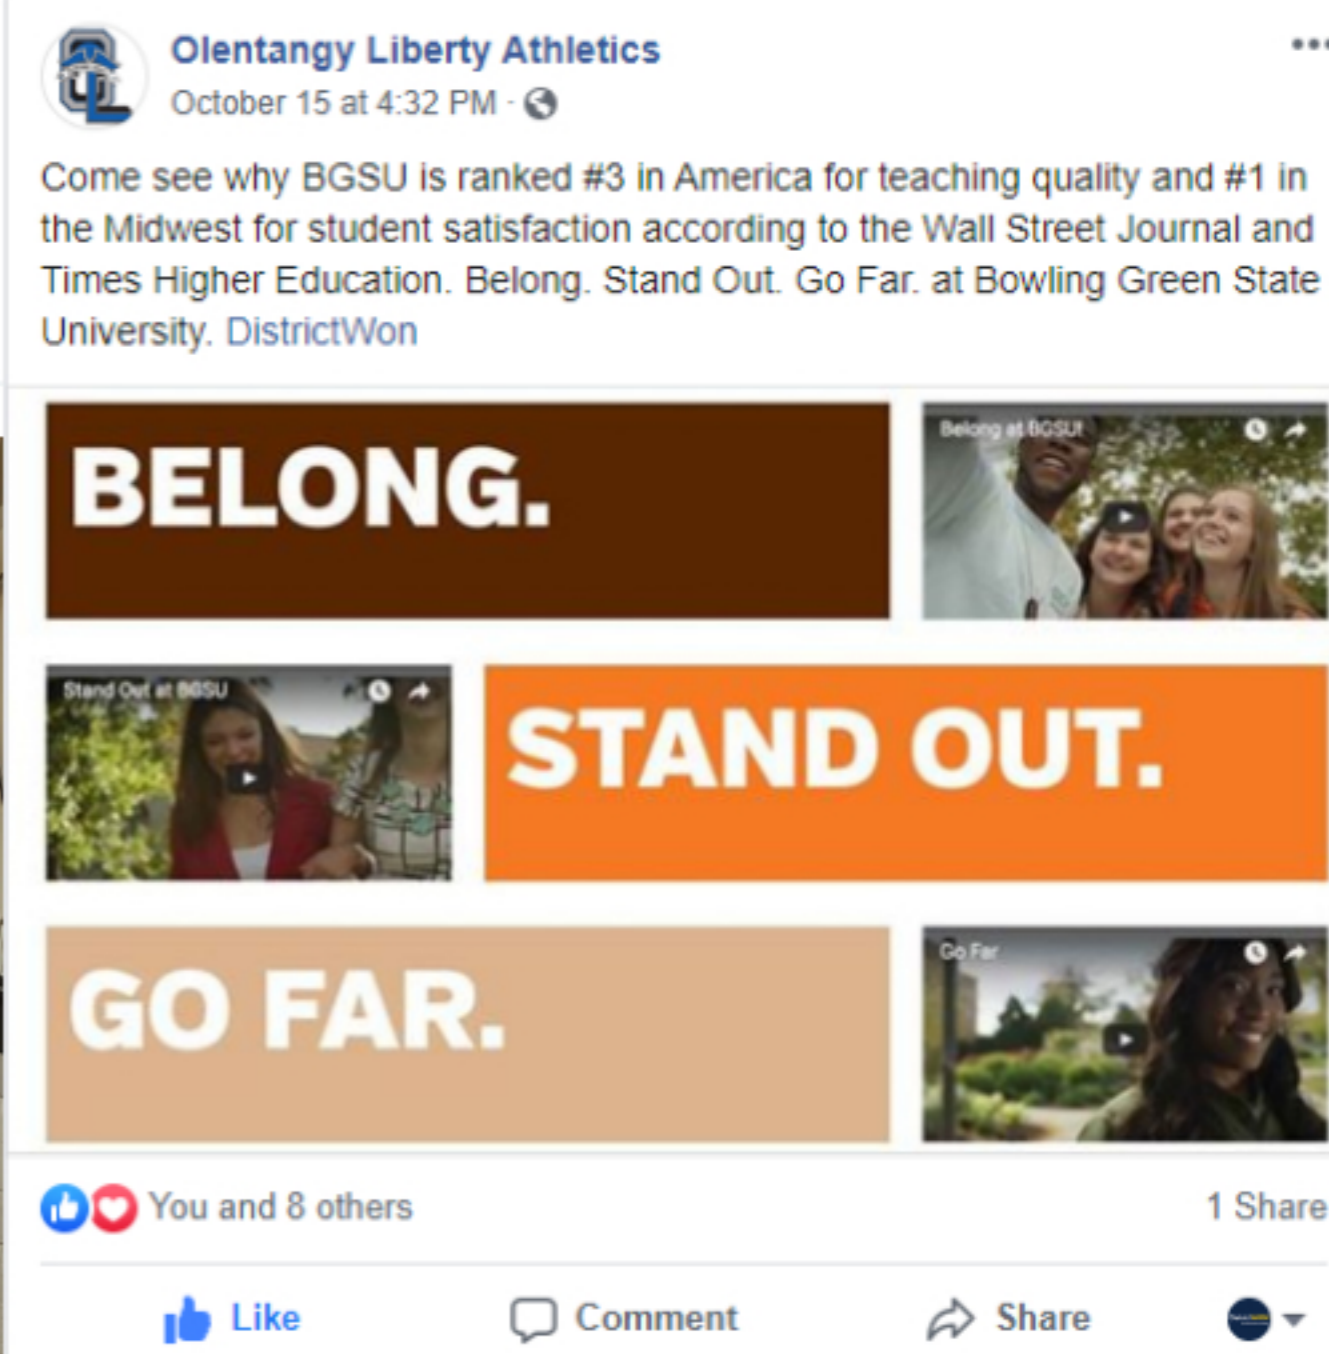 Olentangy Liberty Athletics
October 15 at 4:32 PM ·
Come see why BGSU is ranked #3 in America for teaching quality and #1 in
the Midwest for student satisfaction according to the Wall Street Journal and
Times Higher Education. Belong. Stand Out. Go Far. at Bowling Green State
University. DistrictWon
BELONG.
Belong at BGSU!
Stand Out at BGSU
STAND OUT.
GO FAR.
Go Far
You and 8 others
1 Share
Like
Comment
Share